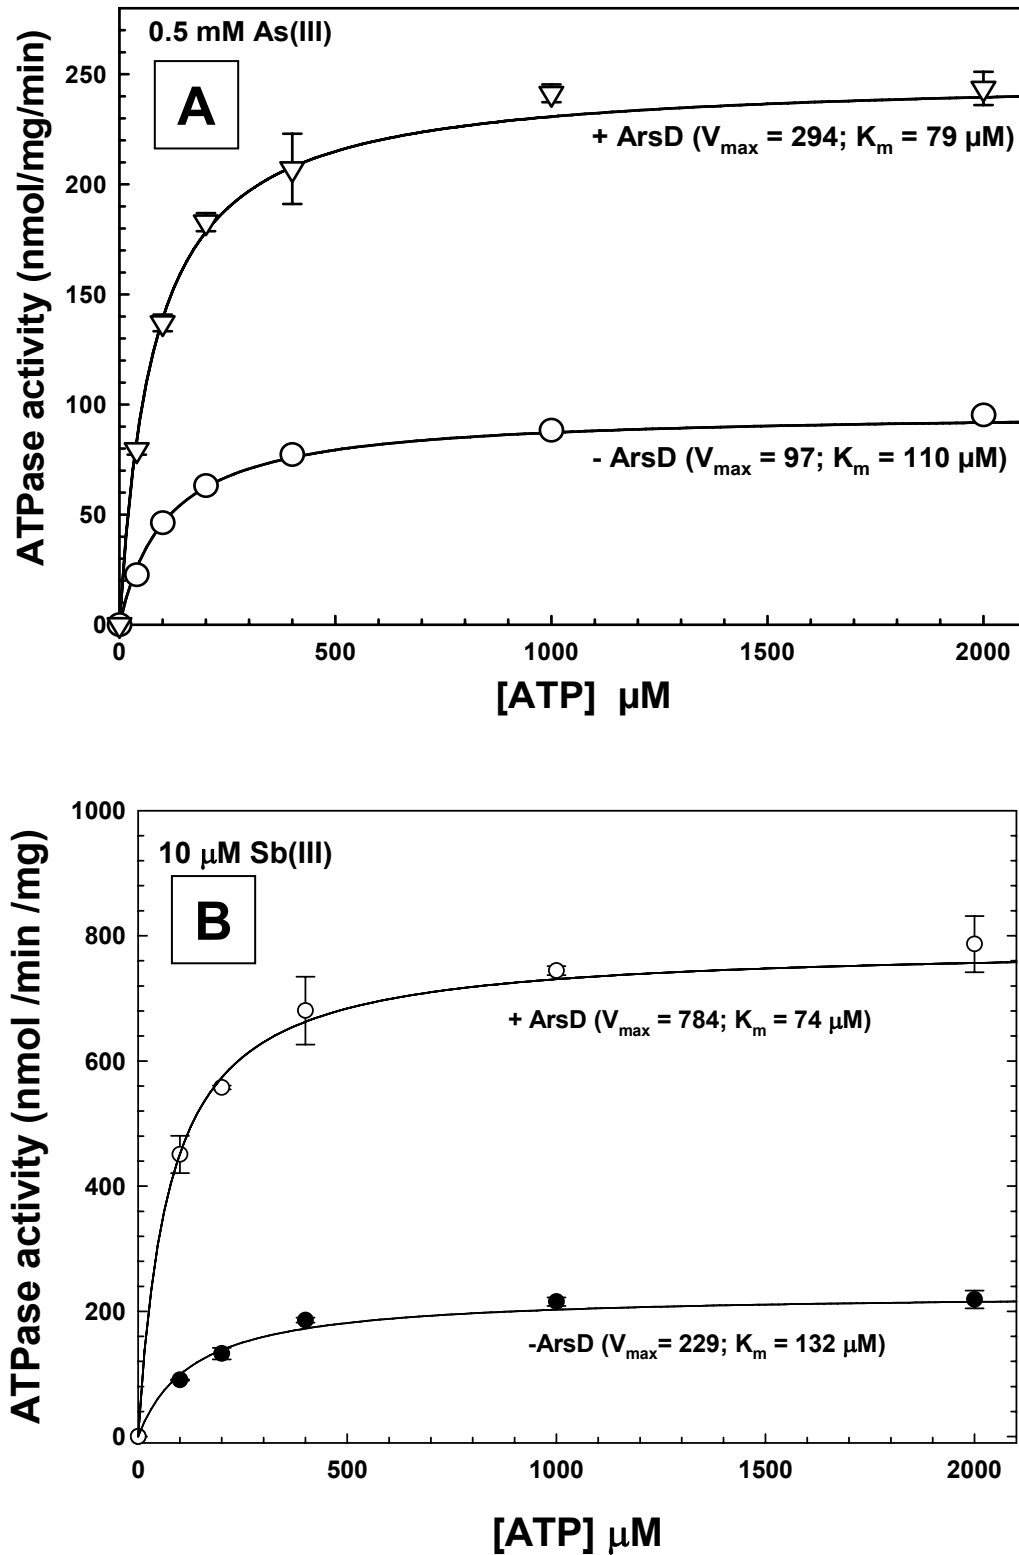 0.5 mM As(III)
A
250
200
150
100
50
0
+ ArsD (Vmax = 294; Km = 79 µM)
- ArsD (Vmax = 97; Km = 110 µM)
ATPase activity (nmol/mg/min)
0 500 1000 1500 2000
[ATP] µM
10 µM Sb(III)
B
1000
800
600
400
200
0
+ ArsD (Vmax = 784; Km = 74 µM)
-ArsD (Vmax= 229; Km = 132 µM)
ATPase activity (nmol /min /mg)
0 500 1000 1500 2000
[ATP] µM